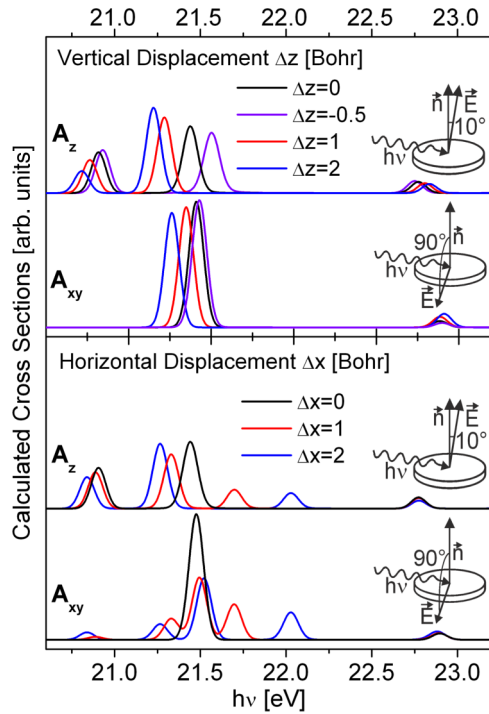 21.0 21.5 22.0 22.5 23.0
Vertical Displacement Δz [Bohr]
Δz=0
Δz=-0.5
Δz=1
Δz=2
A_z
n⃗ E⃗
10°
hν
A_xy
90°
n⃗
hν
E⃗
Calculated Cross Sections [arb. units]
Horizontal Displacement Δx [Bohr]
Δx=0
Δx=1
Δx=2
A_z
n⃗ E⃗
10°
hν
A_xy
90°
n⃗
hν
E⃗
21.0 21.5 22.0 22.5 23.0
hν [eV]